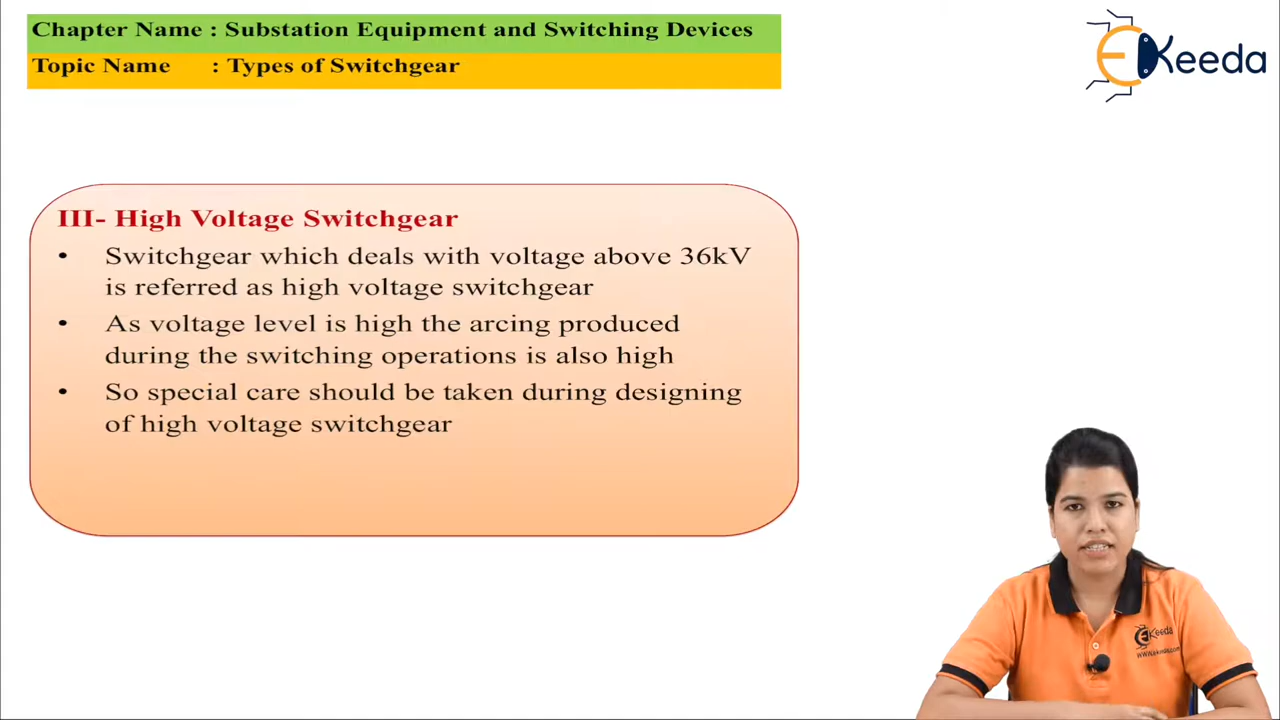 Chapter Name : Substation Equipment and Switching Devices
Topic Name : Types of Switchgear
EKeeda
III- High Voltage Switchgear
• Switchgear which deals with voltage above 36kV
is referred as high voltage switchgear
• As voltage level is high the arcing produced
during the switching operations is also high
• So special care should be taken during designing
of high voltage switchgear
EKeeda